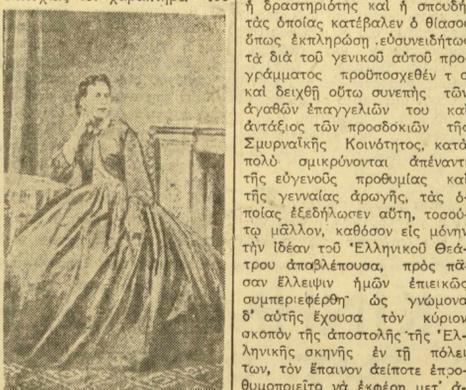 ἡ δραστηριότης καὶ ἡ σπουδὴ
τὰς ὁποίας κατέβαλεν ὁ θίασος
ὅπως ἐκπληρώσῃ .εὐσυνειδήτως
τὰ διὰ τοῦ γενικοῦ αὐτοῦ προ-
γράμματος προϋποσχεθέν τ α
καὶ δειχθῇ οὕτω συνεπὴς τῶν
ἀγαθῶν ἐπαγγελιῶν του καὶ
ἀντάξιος τῶν προσδοκιῶν τῆς
Σμυρναϊκῆς Κοινότητος, κατὰ
πολὺ σμικρύνονται ἀπέναντι
τῆς εὐγενοῦς προθυμίας καὶ
τῆς γενναίας ἀρωγῆς, τὰς ὁ-
ποίας ἐξεδήλωσεν αὕτη, τοσού-
τῳ μᾶλλον, καθόσον εἰς μόνην
τὴν ἰδέαν τοῦ Ἑλληνικοῦ Θεά-
τρου ἀποβλέπουσα, πρὸς πᾶ-
σαν ἔλλειψιν ἡμῶν ἐπιεικῶς
συμπεριεφέρθη· ὡς γνώμονα
δ' αὐτῆς ἔχουσα τὸν κύριον
σκοπὸν τῆς ἀποστολῆς τῆς Ἑλ-
ληνικῆς σκηνῆς ἐν τῇ πόλει
των, τὸν ἔπαινον ἀείποτε ἐπρο-
θυμοποιεῖτο νὰ ἐκφέρῃ μετ' ἀ-